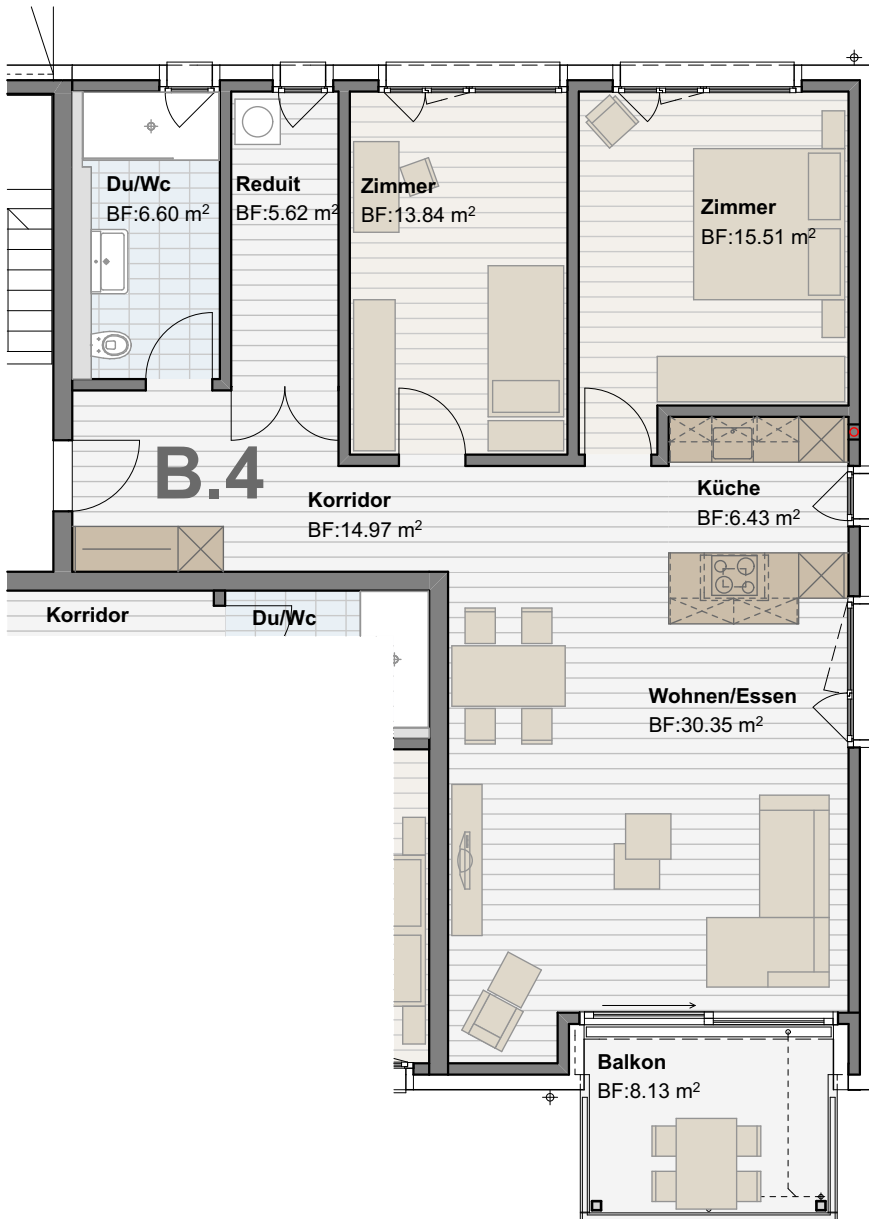 Du/Wc
BF:6.60 m²
Reduit
BF:5.62 m²
Zimmer
BF:13.84 m²
Zimmer
BF:15.51 m²
B.4
Korridor
BF:14.97 m²
Küche
BF:6.43 m²
Korridor
Du/Wc
Wohnen/Essen
BF:30.35 m²
Balkon
BF:8.13 m²